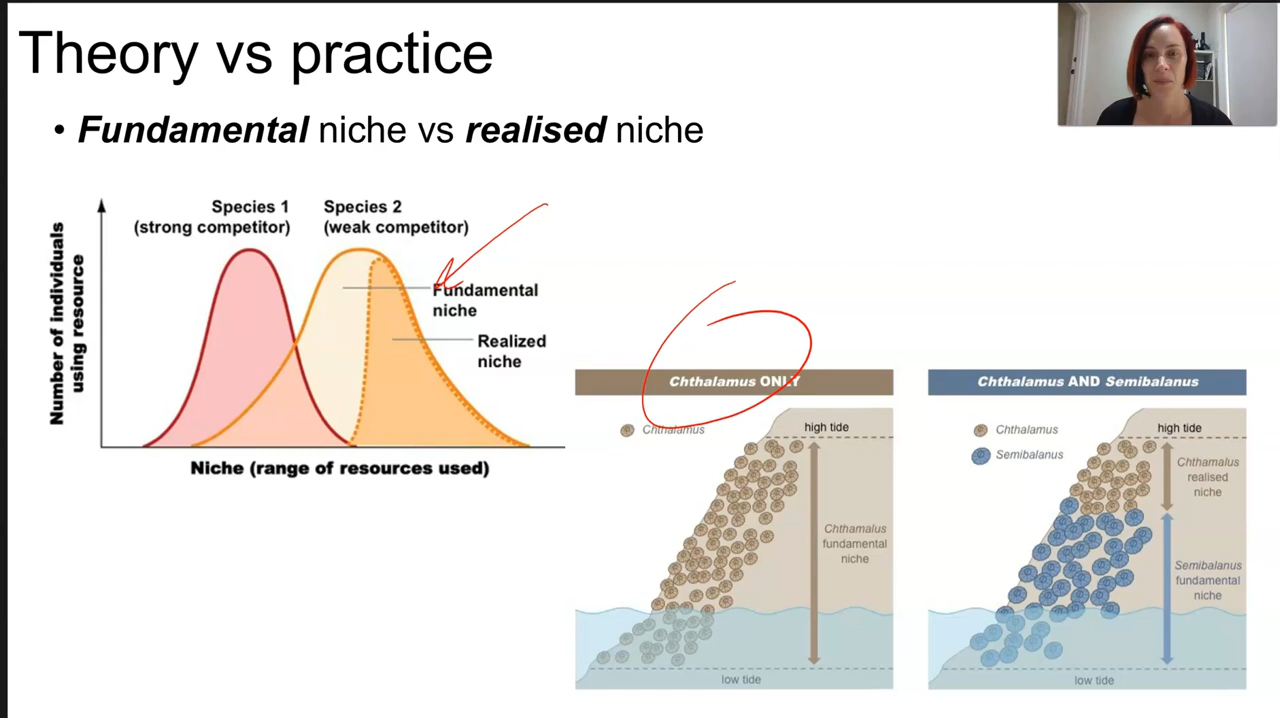 Theory vs practice
• Fundamental niche vs realised niche
Species 1
(strong competitor)
Species 2
(weak competitor)
Number of individuals
using resource
Fundamental
niche
Realized
niche
Niche (range of resources used)
Chthalamus ONLY
Chthalamus
high tide
Chthamalus
fundamental
niche
low tide
Chthalamus AND Semibalanus
Chthalamus
Semibalanus
high tide
Chthamalus
realised
niche
Semibalanus
fundamental
niche
low tide